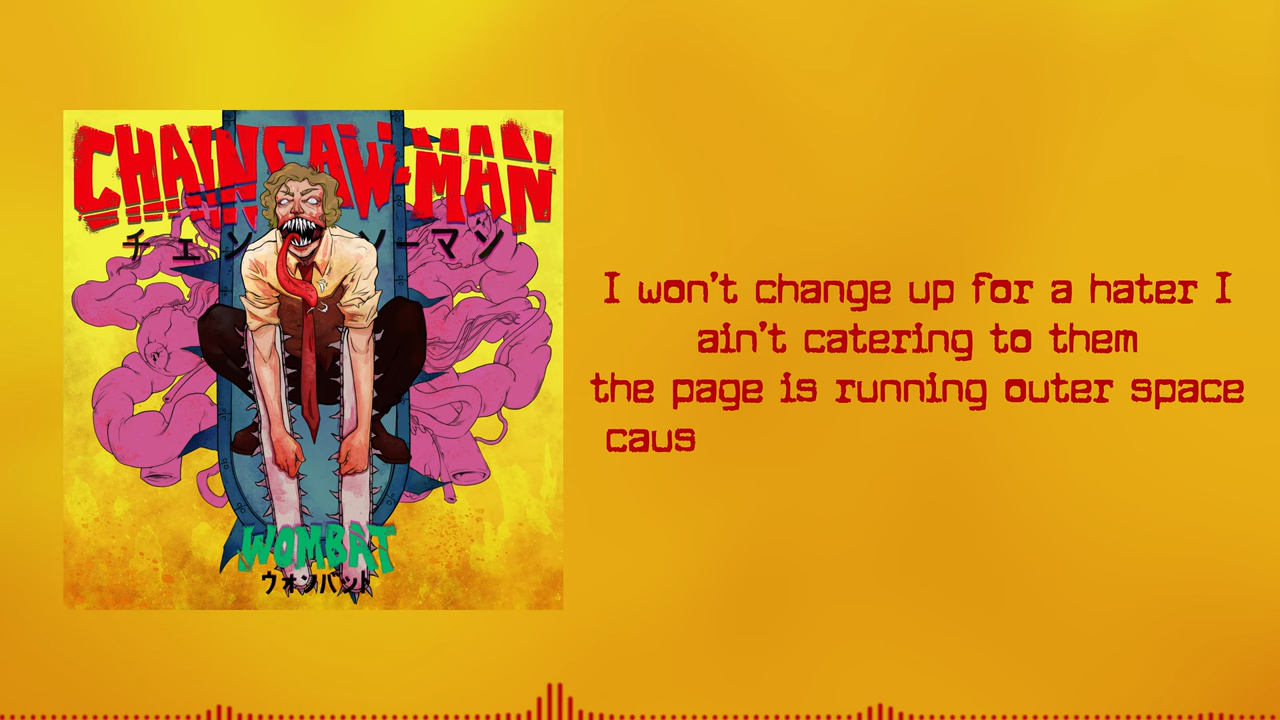 CHAINSAW-MAN
チェンソーマン
WOMBAT
ウォンバット
I won't change up for a hater I
ain't catering to them
the page is running outer space
caus